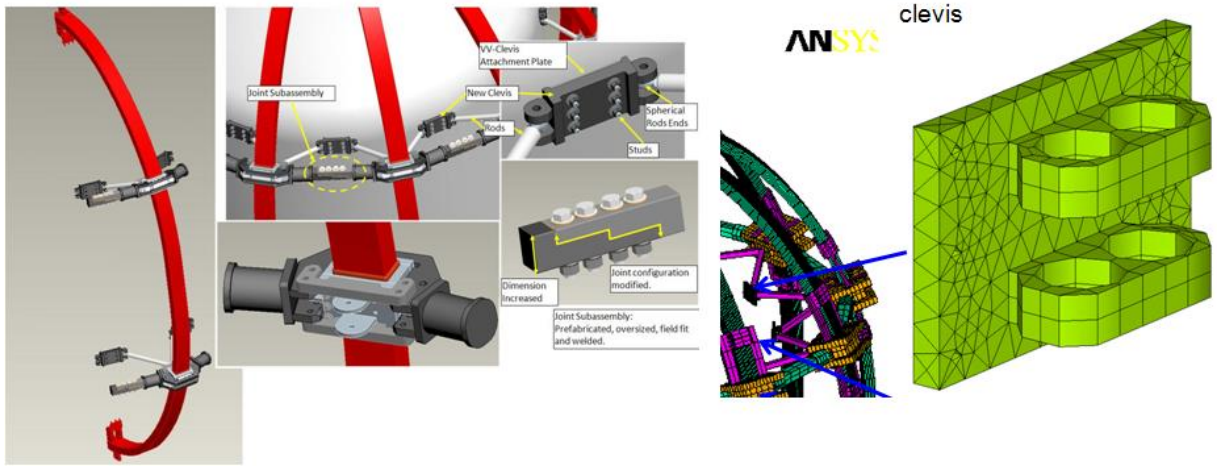 VV-Clevis
Attachment Plate
Joint Subassembly
New Clevis
Rods
Spherical
Rods Ends
Studs
Dimension
Increased
Joint configuration
modified.
Joint Subassembly:
Prefabricated, oversized, field fit
and welded.
ANSYS
clevis